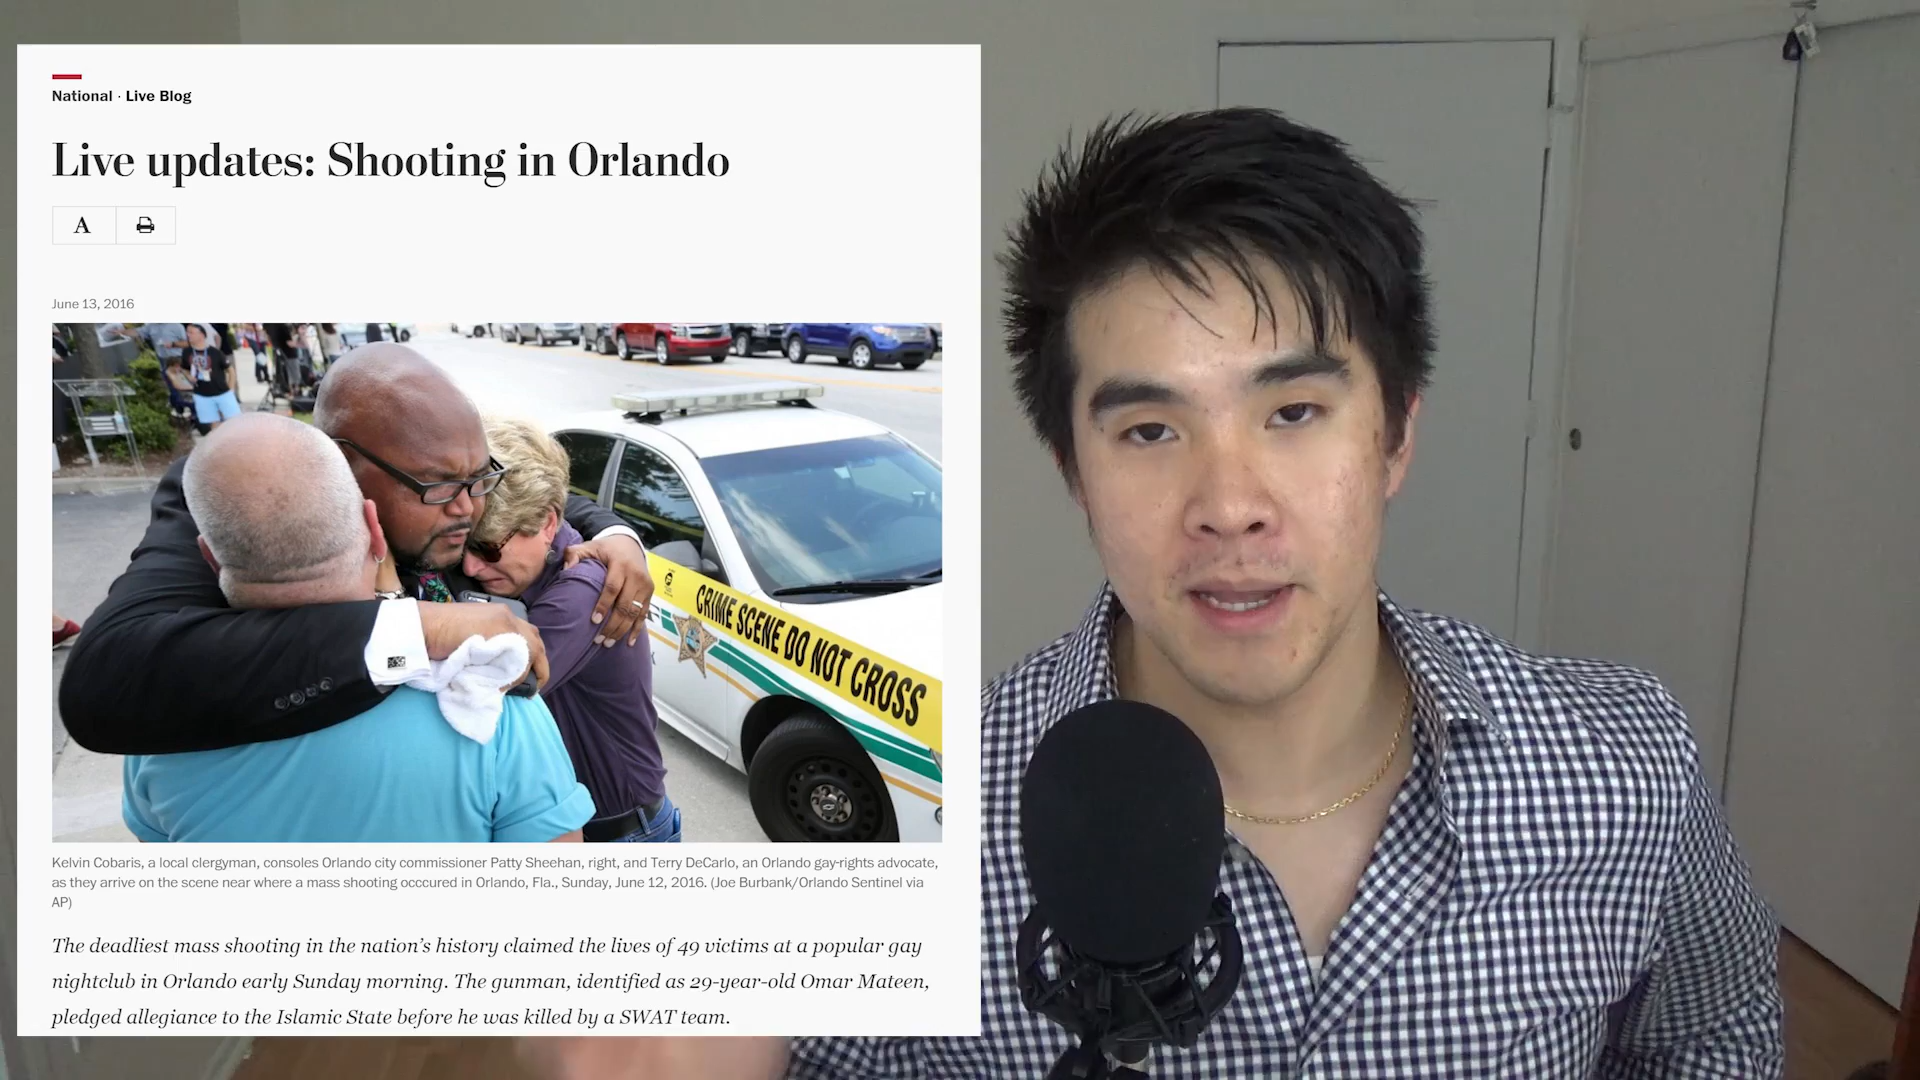 National · Live Blog
Live updates: Shooting in Orlando
A
June 13, 2016
CRIME SCENE DO NOT CROSS
Kelvin Cobaris, a local clergyman, consoles Orlando city commissioner Patty Sheehan, right, and Terry DeCarlo, an Orlando gay-rights advocate,
as they arrive on the scene near where a mass shooting occcured in Orlando, Fla., Sunday, June 12, 2016. (Joe Burbank/Orlando Sentinel via
AP)
The deadliest mass shooting in the nation's history claimed the lives of 49 victims at a popular gay
nightclub in Orlando early Sunday morning. The gunman, identified as 29-year-old Omar Mateen,
pledged allegiance to the Islamic State before he was killed by a SWAT team.